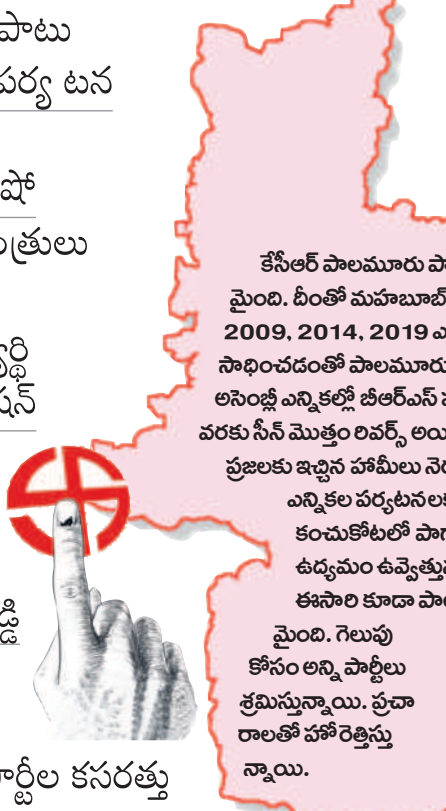 పాటు
పర్య టన
షో
ంత్రులు
ర్థి
షన్
డ్డి
ర్టీల కసరత్తు
కేసీఆర్ పాలమూరు పా
మైంది. దీంతో మహబూబ్
2009, 2014, 2019 ఎ
సాధించడంతో పాలమూరు
అసెంబ్లీ ఎన్నికల్లో బీఆర్ఎస్
వరకు సీన్ మొత్తం రివర్స్ అయి
ప్రజలకు ఇచ్చిన హామీలు నెర
ఎన్నికల పర్యటనలక
కంచుకోటలో పాగ
ఉద్యమం ఉవ్వెత్తున
ఈసారి కూడా పాల
మైంది. గెలుపు
కోసం అన్ని పార్టీలు
శ్రమిస్తున్నాయి. ప్రచా
రాలతో హోరెత్తిస్తు
న్నాయి.